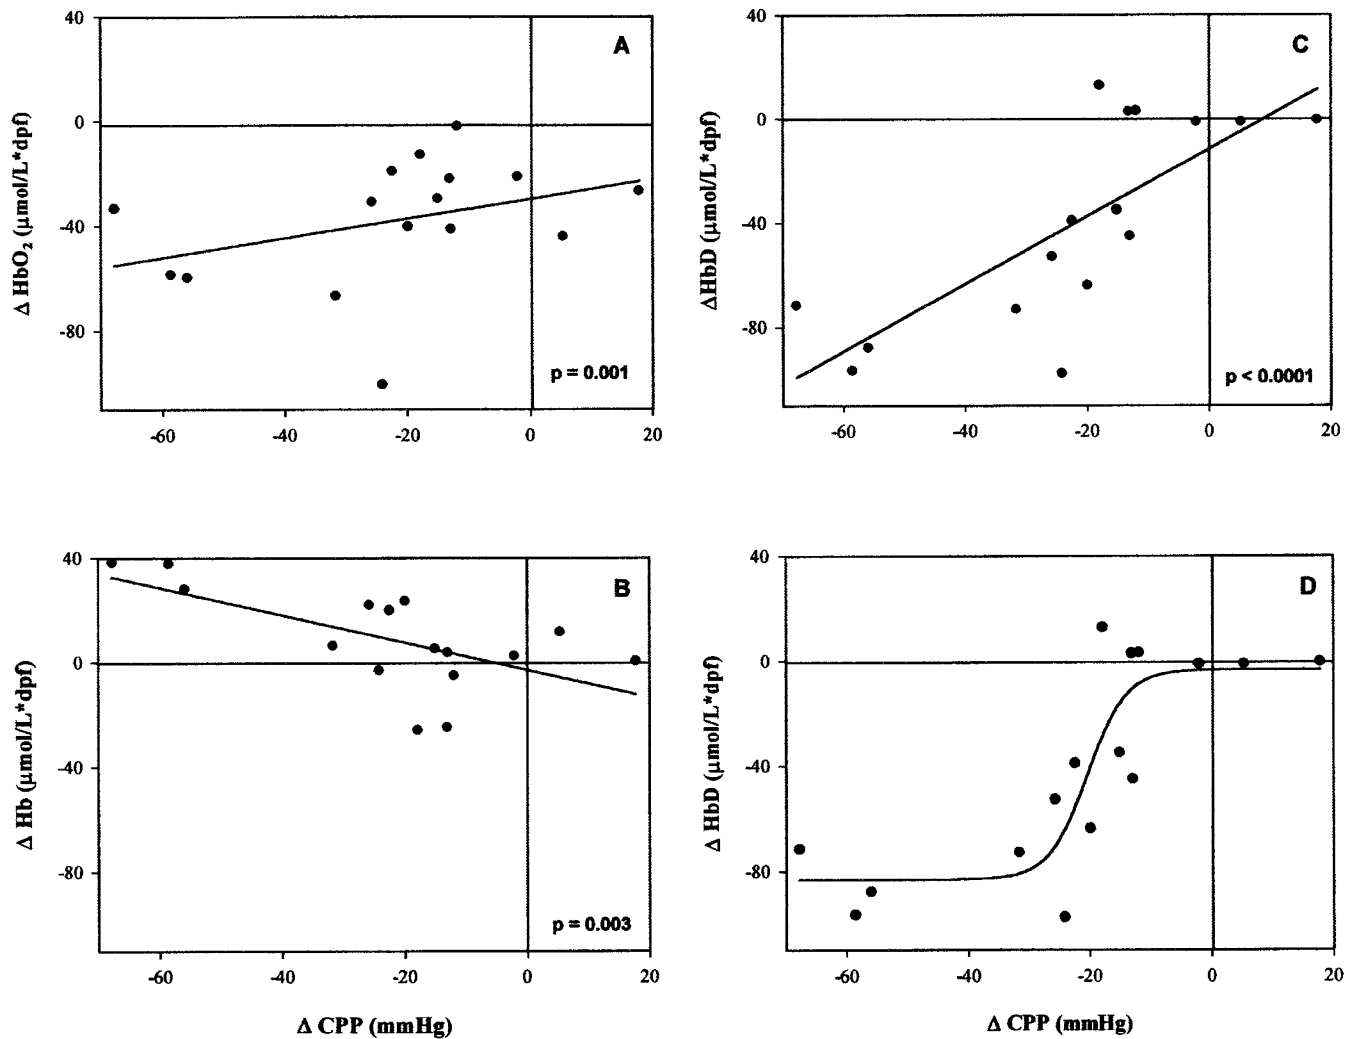 40
0
-40
-80
Δ HbO2 (μmol/L*dpf)
A
p = 0.001
-60 -40 -20 0 20
40
0
-40
-80
ΔHbD (μmol/L*dpf)
C
p < 0.0001
-60 -40 -20 0 20
40
0
-40
-80
Δ Hb (μmol/L*dpf)
B
p = 0.003
-60 -40 -20 0 20
Δ CPP (mmHg)
40
0
-40
-80
Δ HbD (μmol/L*dpf)
D
-60 -40 -20 0 20
Δ CPP (mmHg)